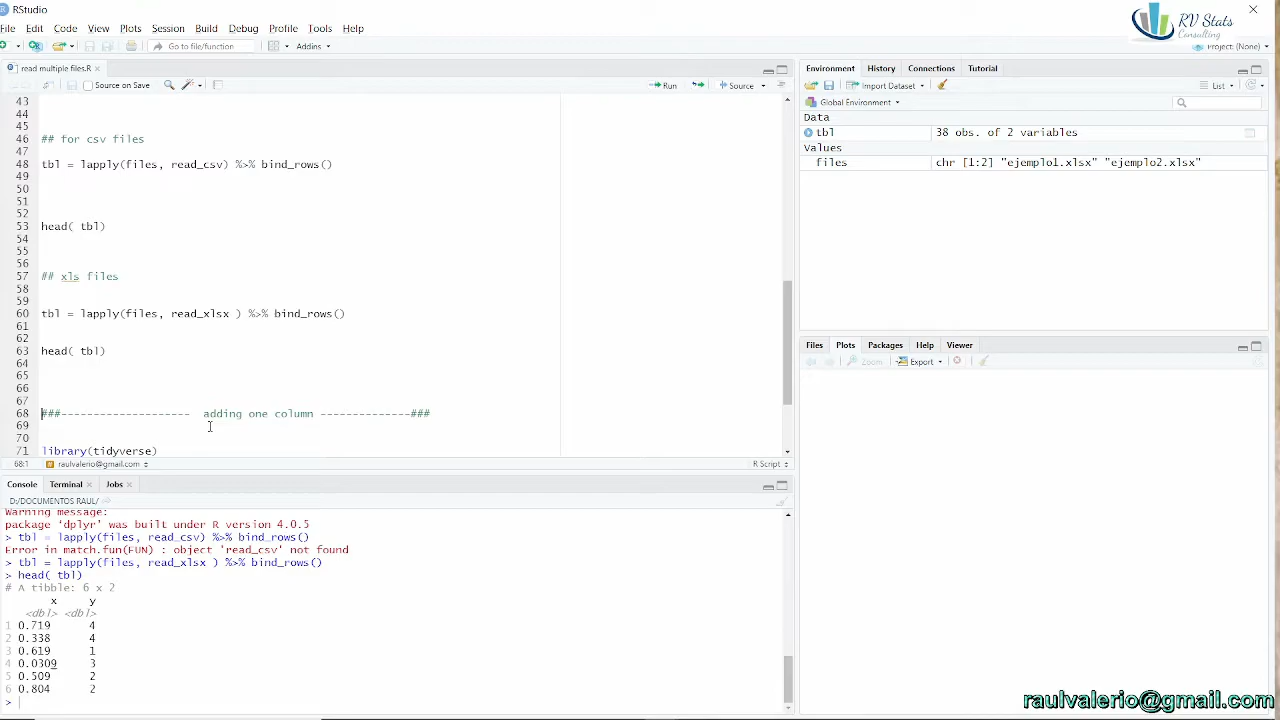 RStudio
RV Stats
Consulting
File Edit Code View Plots Session Build Debug Profile Tools Help
Go to file/function Addins Project: (None)
read multiple files.R
Source on Save Run Source
43
44
45
46 ## for csv files
47
48 tbl = lapply(files, read_csv) %>% bind_rows()
49
50
51
52
53 head( tbl)
54
55
56
57 ## xls files
58
59
60 tbl = lapply(files, read_xlsx ) %>% bind_rows()
61
62
63 head( tbl)
64
65
66
67
68 ###-------------------- adding one column --------------###
69
70
71 library(tidyverse)
68:1 raulvalerio@gmail.com R Script
Console Terminal Jobs
Warning message:
package 'dplyr' was built under R version 4.0.5
> tbl = lapply(files, read_csv) %>% bind_rows()
Error in match.fun(FUN) : object 'read_csv' not found
> tbl = lapply(files, read_xlsx ) %>% bind_rows()
> head( tbl)
# A tibble: 6 x 2
x y
<dbl> <dbl>
1 0.719 4
2 0.338 4
3 0.619 1
4 0.0309 3
5 0.509 2
6 0.804 2
>
Environment History Connections Tutorial
Import Dataset List
Global Environment
Data
tbl 38 obs. of 2 variables
Values
files chr [1:2] "ejemplo1.xlsx" "ejemplo2.xlsx"
Files Plots Packages Help Viewer
Zoom Export
raulvalerio@gmail.com